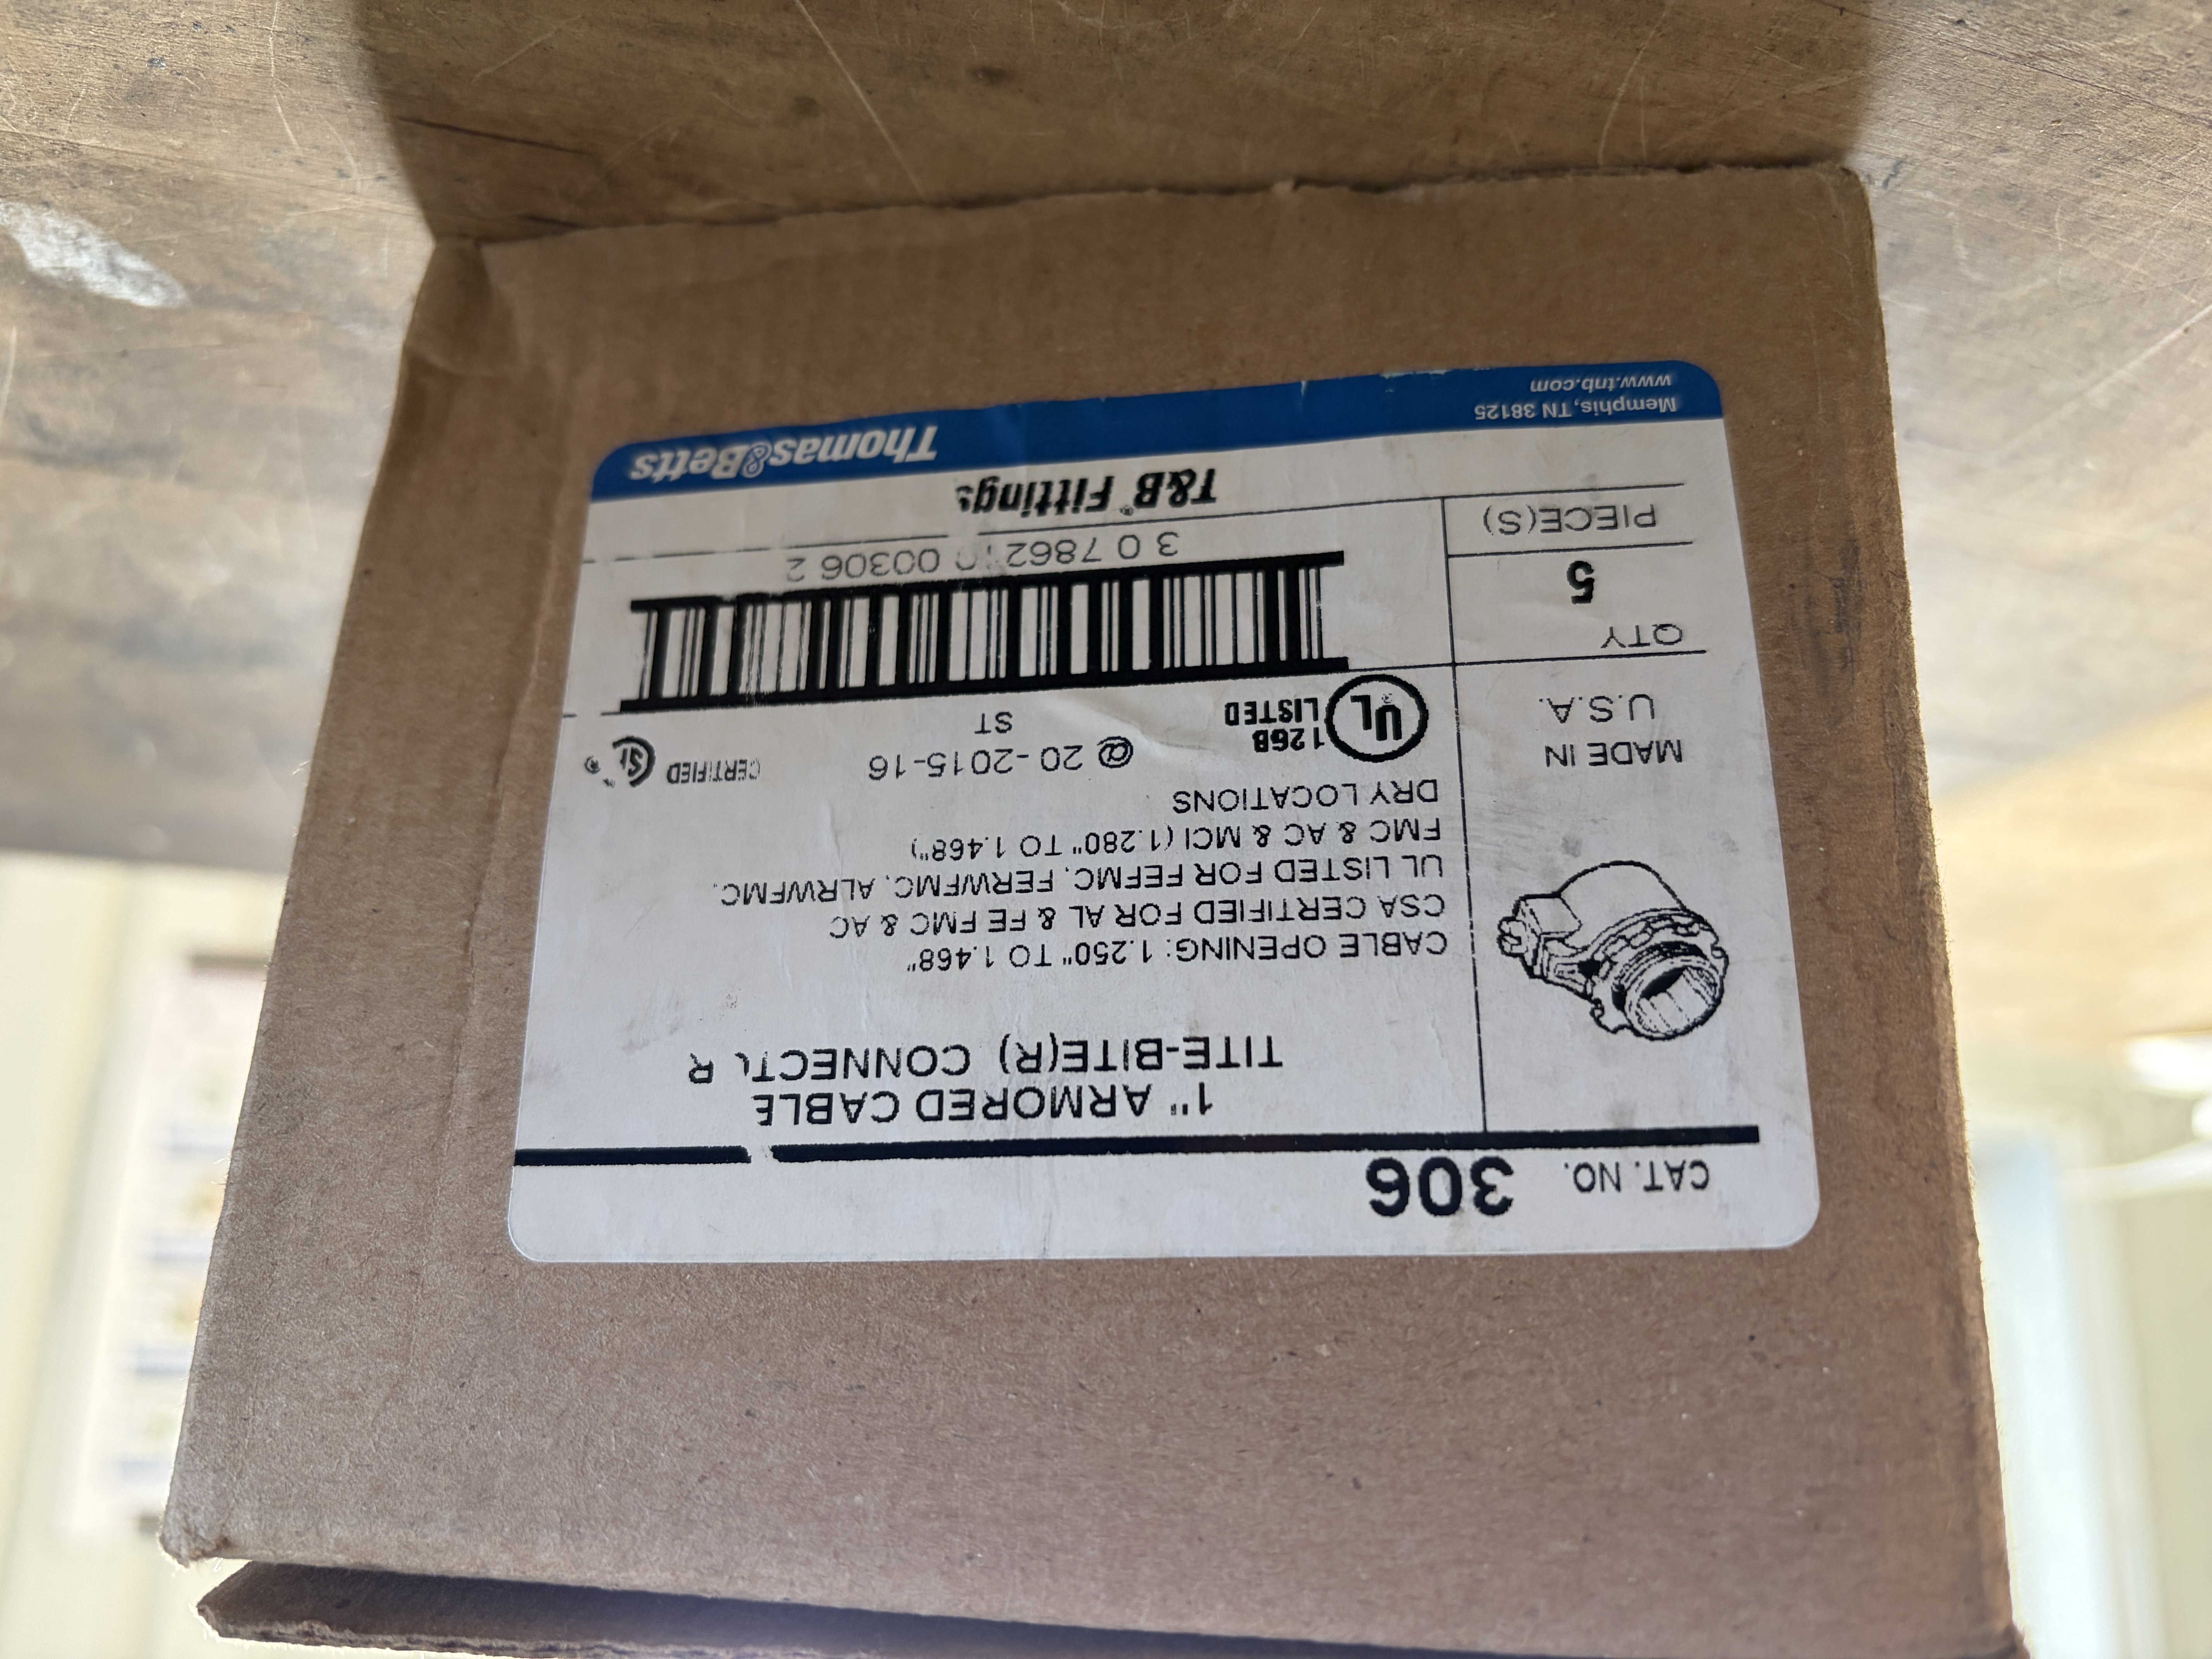 CAT. NO. 306
1" ARMORED CABLE
TITE-BITE(R) CONNECT R
CABLE OPENING: 1.250" TO 1.468"
CSA CERTIFIED FOR AL & FE FMC & AC
UL LISTED FOR FEFMC, FERWFMC, ALRWFMC,
FMC & AC & MCI (1.280" TO 1.468")
DRY LOCATIONS
MADE IN
U.S.A.
UL 126B
LISTED
@ 20-2015-16
ST
CERTIFIED
QTY
5
PIECE(S)
3 0 7862 00306 2
T&B® Fittings
Memphis, TN 38125
www.tnb.com
Thomas&Betts